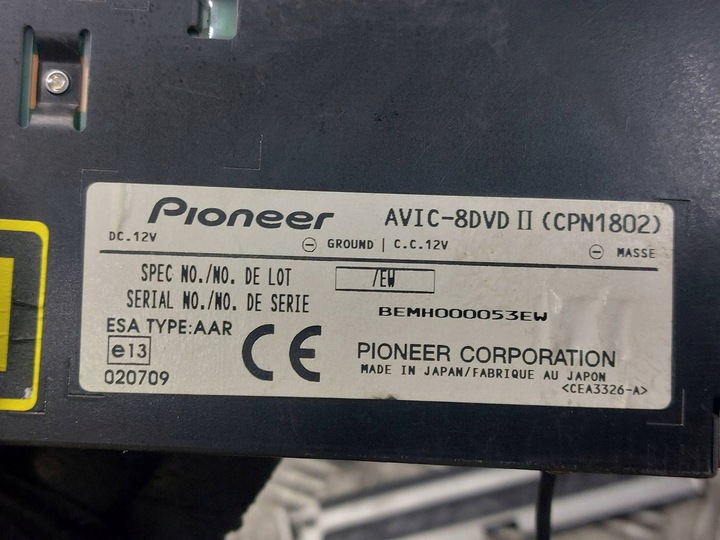 Pioneer AVIC-8DVD II (CPN1802)
DC.12V ⊖ GROUND | C.C.12V ⊖ MASSE
SPEC NO./NO. DE LOT /EW
SERIAL NO./NO. DE SERIE BEMH000053EW
ESA TYPE:AAR
e13
020709
CE
PIONEER CORPORATION
MADE IN JAPAN/FABRIQUE AU JAPON
<CEA3326-A>